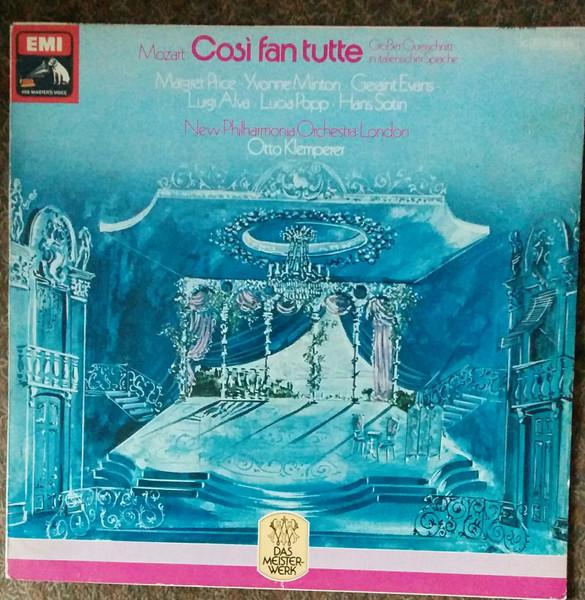 EMI
HIS MASTER'S VOICE
Mozart Così fan tutte Großer Querschnitt
in italienischer Sprache
Margret Price · Yvonne Minton · Geraint Evans ·
Luigi Alva · Lucia Popp · Hans Sotin
New Philharmonia Orchestra London
Otto Klemperer
DAS
MEISTER-
WERK